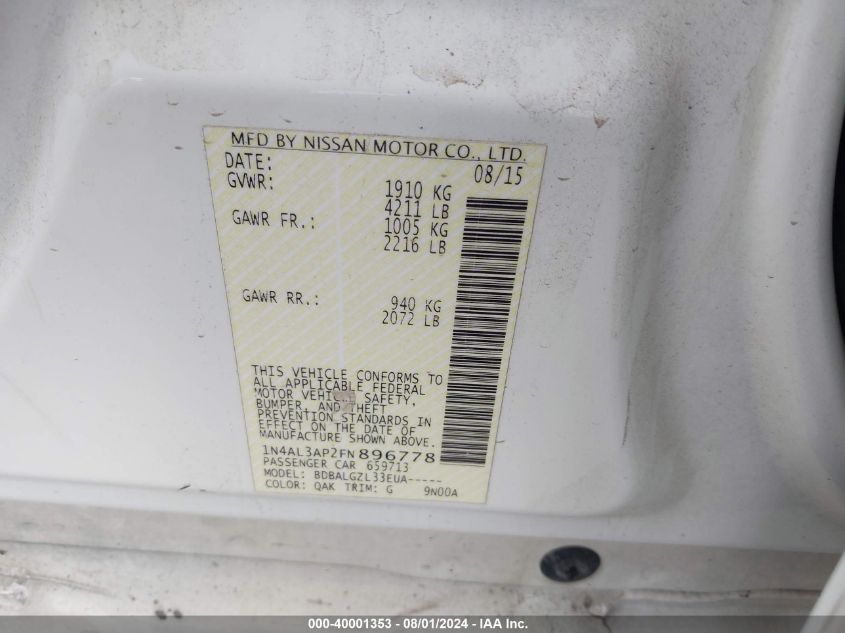 MFD BY NISSAN MOTOR CO., LTD.
DATE: 08/15
GVWR: 1910 KG
4211 LB
GAWR FR.: 1005 KG
2216 LB
GAWR RR.: 940 KG
2072 LB
THIS VEHICLE CONFORMS TO
ALL APPLICABLE FEDERAL
MOTOR VEHICLE SAFETY,
BUMPER, AND THEFT
PREVENTION STANDARDS IN
EFFECT ON THE DATE OF
MANUFACTURE SHOWN ABOVE.
1N4AL3AP2FN896778
PASSENGER CAR 659713
MODEL: BDBALGZL33EUA-----
COLOR: QAK TRIM: G 9N00A
000-40001353 - 08/01/2024 - IAA Inc.